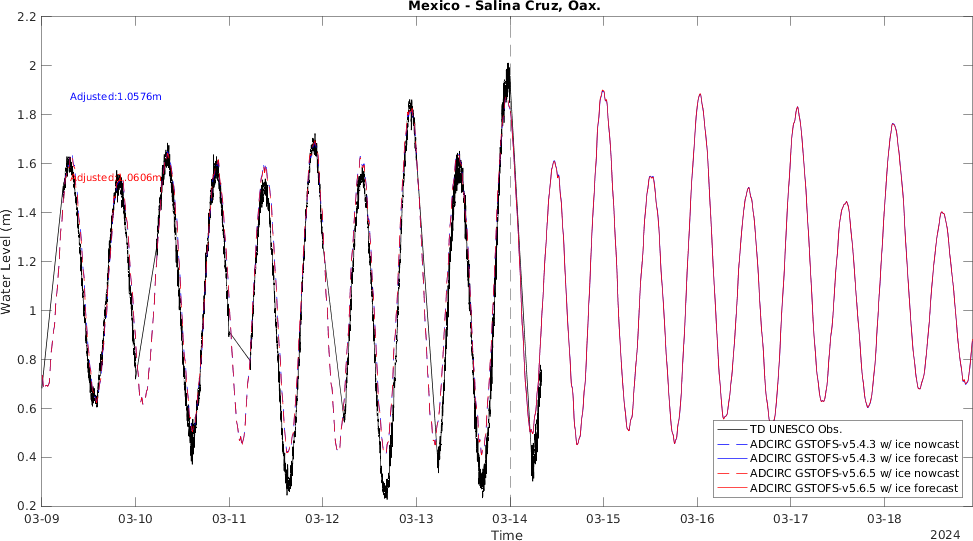 Mexico - Salina Cruz, Oax.
2.2
2
1.8
1.6
1.4
1.2
1
0.8
0.6
0.4
0.2
Water Level (m)
Adjusted:1.0576m
Adjusted:1.0606m
TD UNESCO Obs.
ADCIRC GSTOFS-v5.4.3 w/ ice nowcast
ADCIRC GSTOFS-v5.4.3 w/ ice forecast
ADCIRC GSTOFS-v5.6.5 w/ ice nowcast
ADCIRC GSTOFS-v5.6.5 w/ ice forecast
03-09 03-10 03-11 03-12 03-13 03-14 03-15 03-16 03-17 03-18
Time
2024